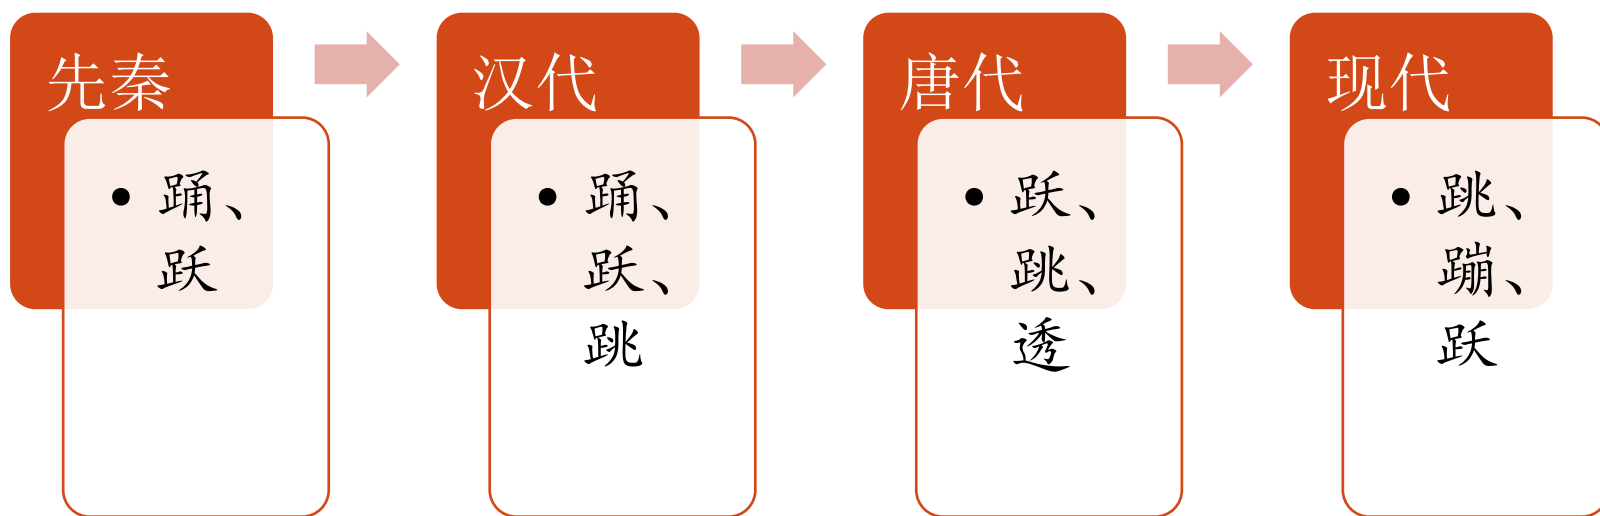 先秦
• 踊、
跃
汉代
• 踊、
跃、
跳
唐代
• 跃、
跳、
透
现代
• 跳、
蹦、
跃